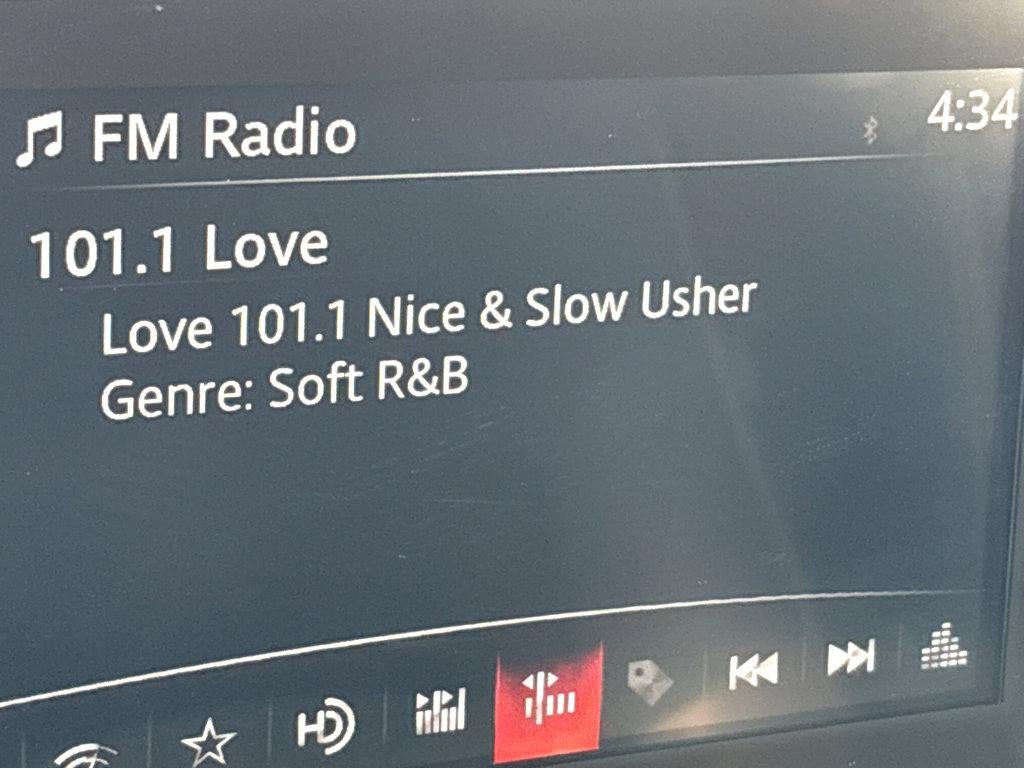 FM Radio
4:34
101.1 Love
Love 101.1 Nice & Slow Usher
Genre: Soft R&B
HD